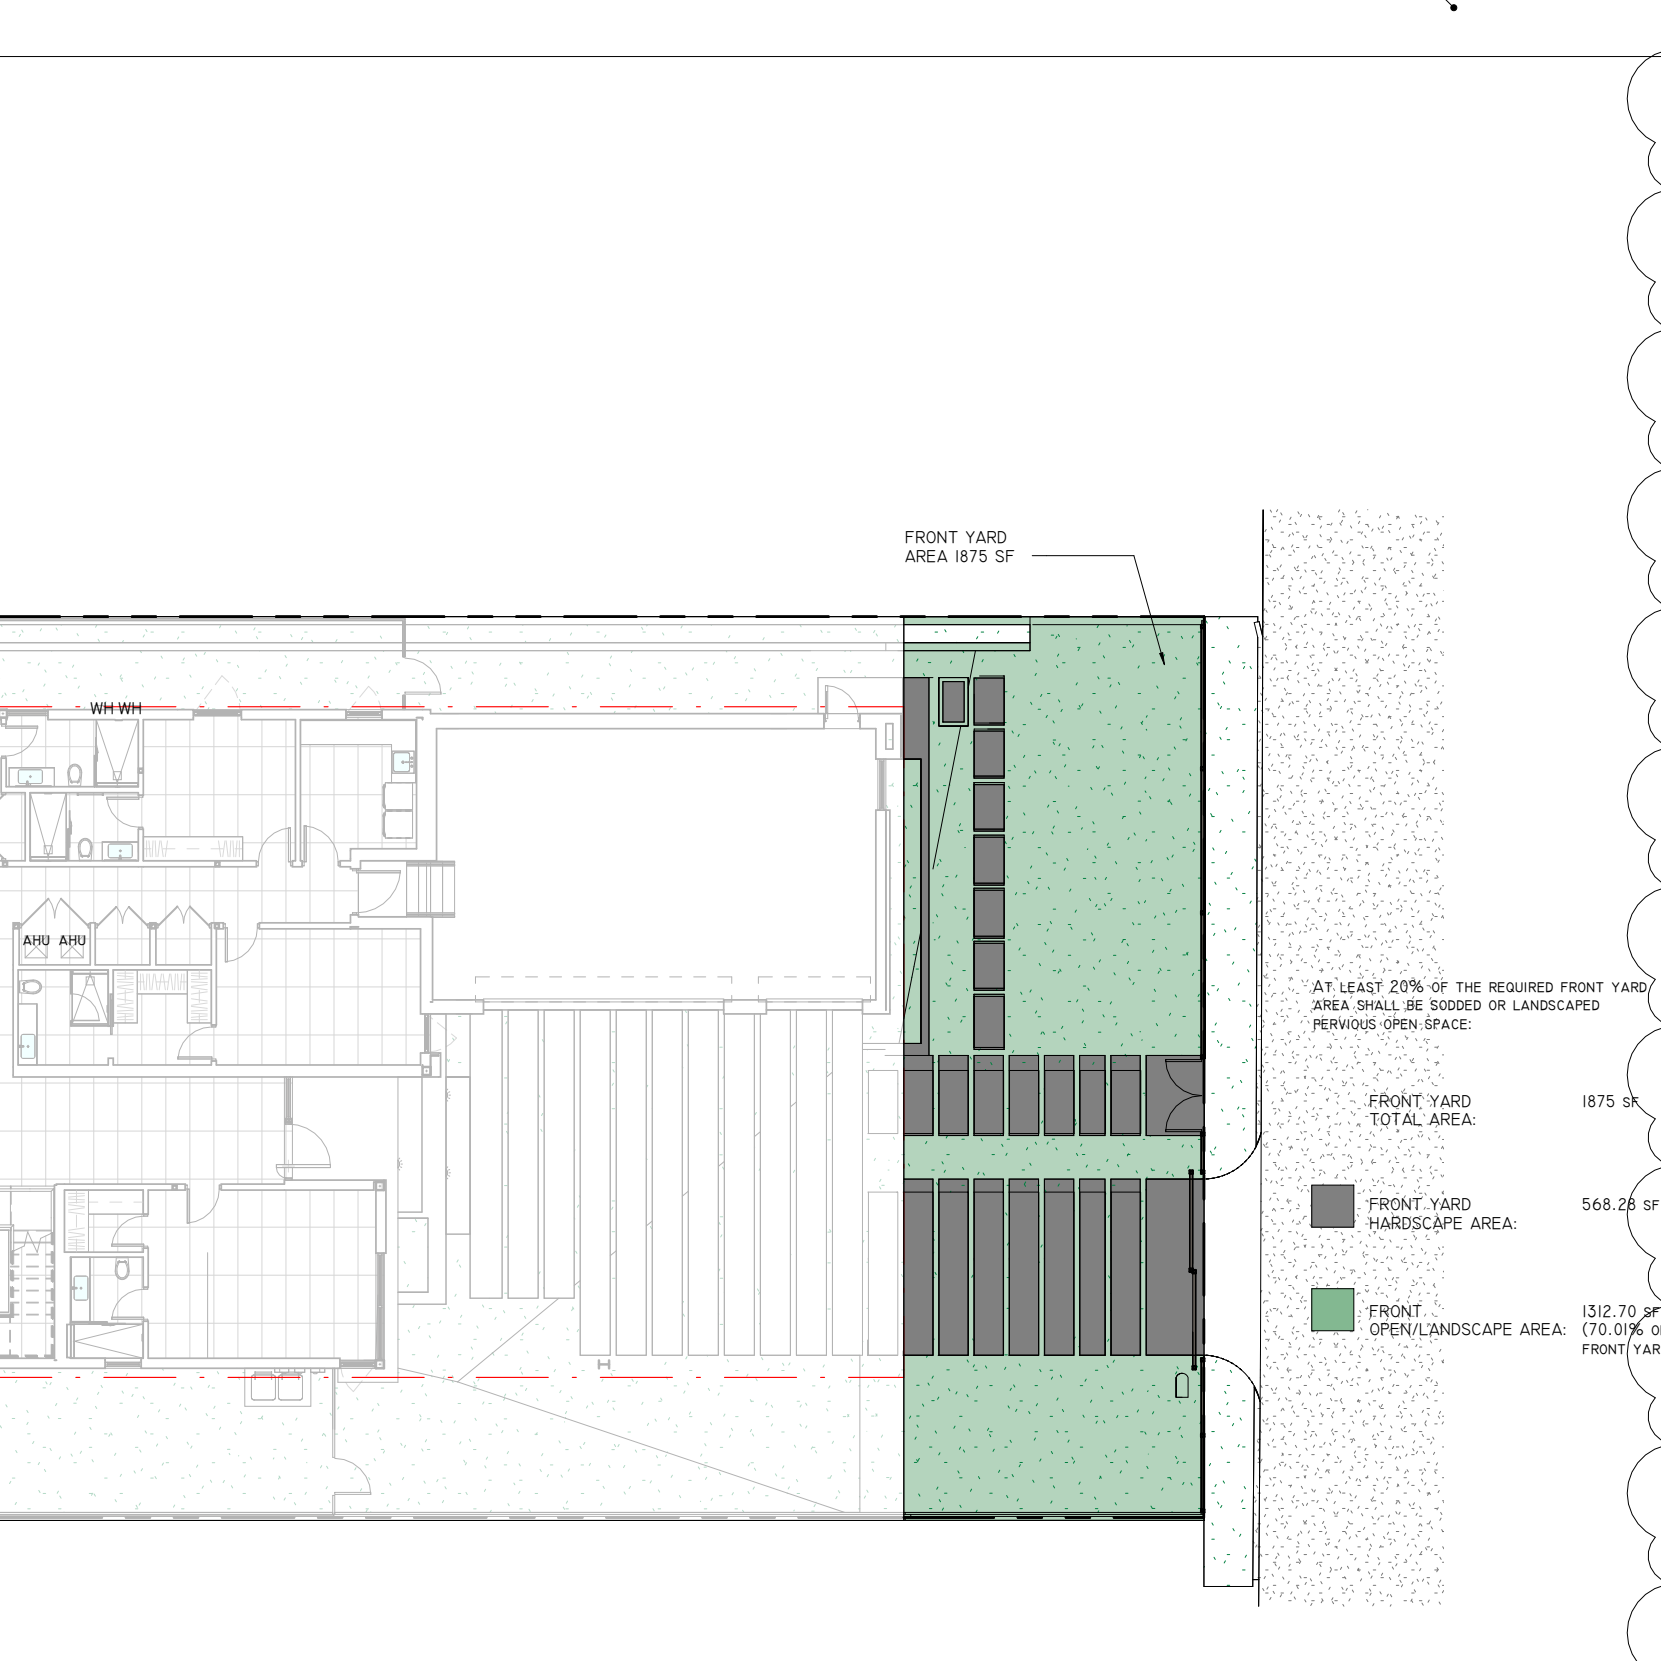 FRONT YARD
AREA 1875 SF
WH WH
AHU AHU
AT LEAST 20% OF THE REQUIRED FRONT YARD
AREA SHALL BE SODDED OR LANDSCAPED
PERVIOUS OPEN SPACE:
FRONT YARD
TOTAL AREA:
1875 SF
FRONT YARD
HARDSCAPE AREA:
568.28 SF
FRONT
OPEN/LANDSCAPE AREA:
1312.70 SF
(70.01%
FRONT